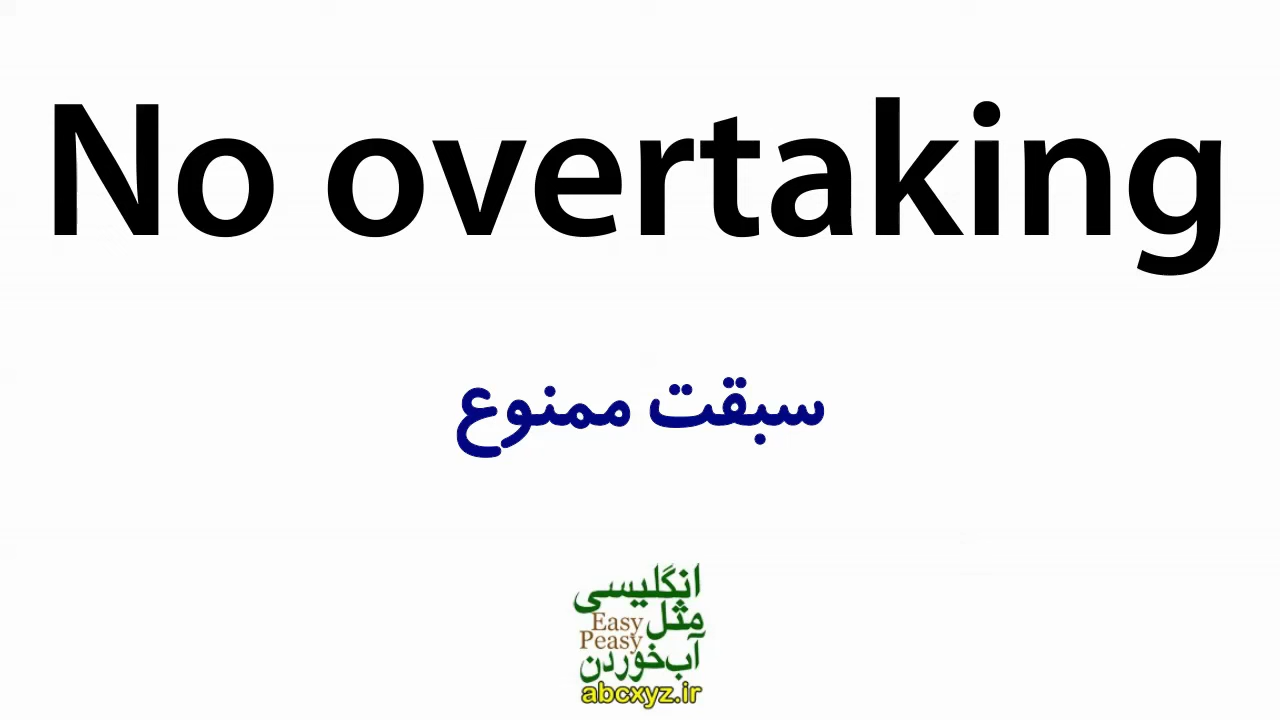 No overtaking
سبقت ممنوع
انگلیسی
مثل
Easy
Peasy
آب‌خوردن
abcxyz.ir